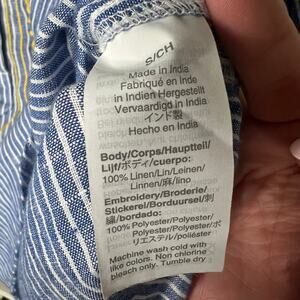 S/CH
Made in India
Fabriqué en Inde
in Indien Hergestellt
Vervaardigd in India
インド製
Hecho en India
Body/Corps/Hauptteil/
Lijf/ボディ/cuerpo:
100% Linen/Lin/Leinen/
Linnen/麻/lino
Embroidery/Broderie/
Stickerei/Borduursel/刺
繍/bordado:
100% Polyester/Polyester/
Polyester/Polyester/ポ
リエステル/poliéster
Machine wash cold with
like colors. Non chlorine
bleach only. Tumble dry